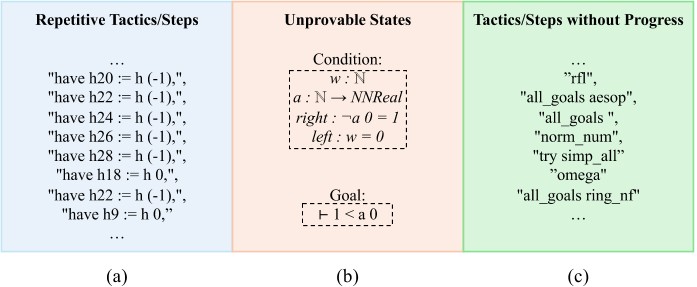 Repetitive Tactics/Steps
...
"have h20 := h (-1),",
"have h22 := h (-1),",
"have h24 := h (-1),",
"have h26 := h (-1),",
"have h28 := h (-1),",
"have h18 := h 0,",
"have h22 := h (-1),",
"have h9 := h 0,”
...
(a)
Unprovable States
Condition:
w : ℕ
a : ℕ → NNReal
right : ¬a 0 = 1
left : w = 0
Goal:
⊢ 1 < a 0
(b)
Tactics/Steps without Progress
...
”rfl",
"all_goals aesop",
"all_goals ",
"norm_num",
"try simp_all”
”omega"
"all_goals ring_nf"
...
(c)